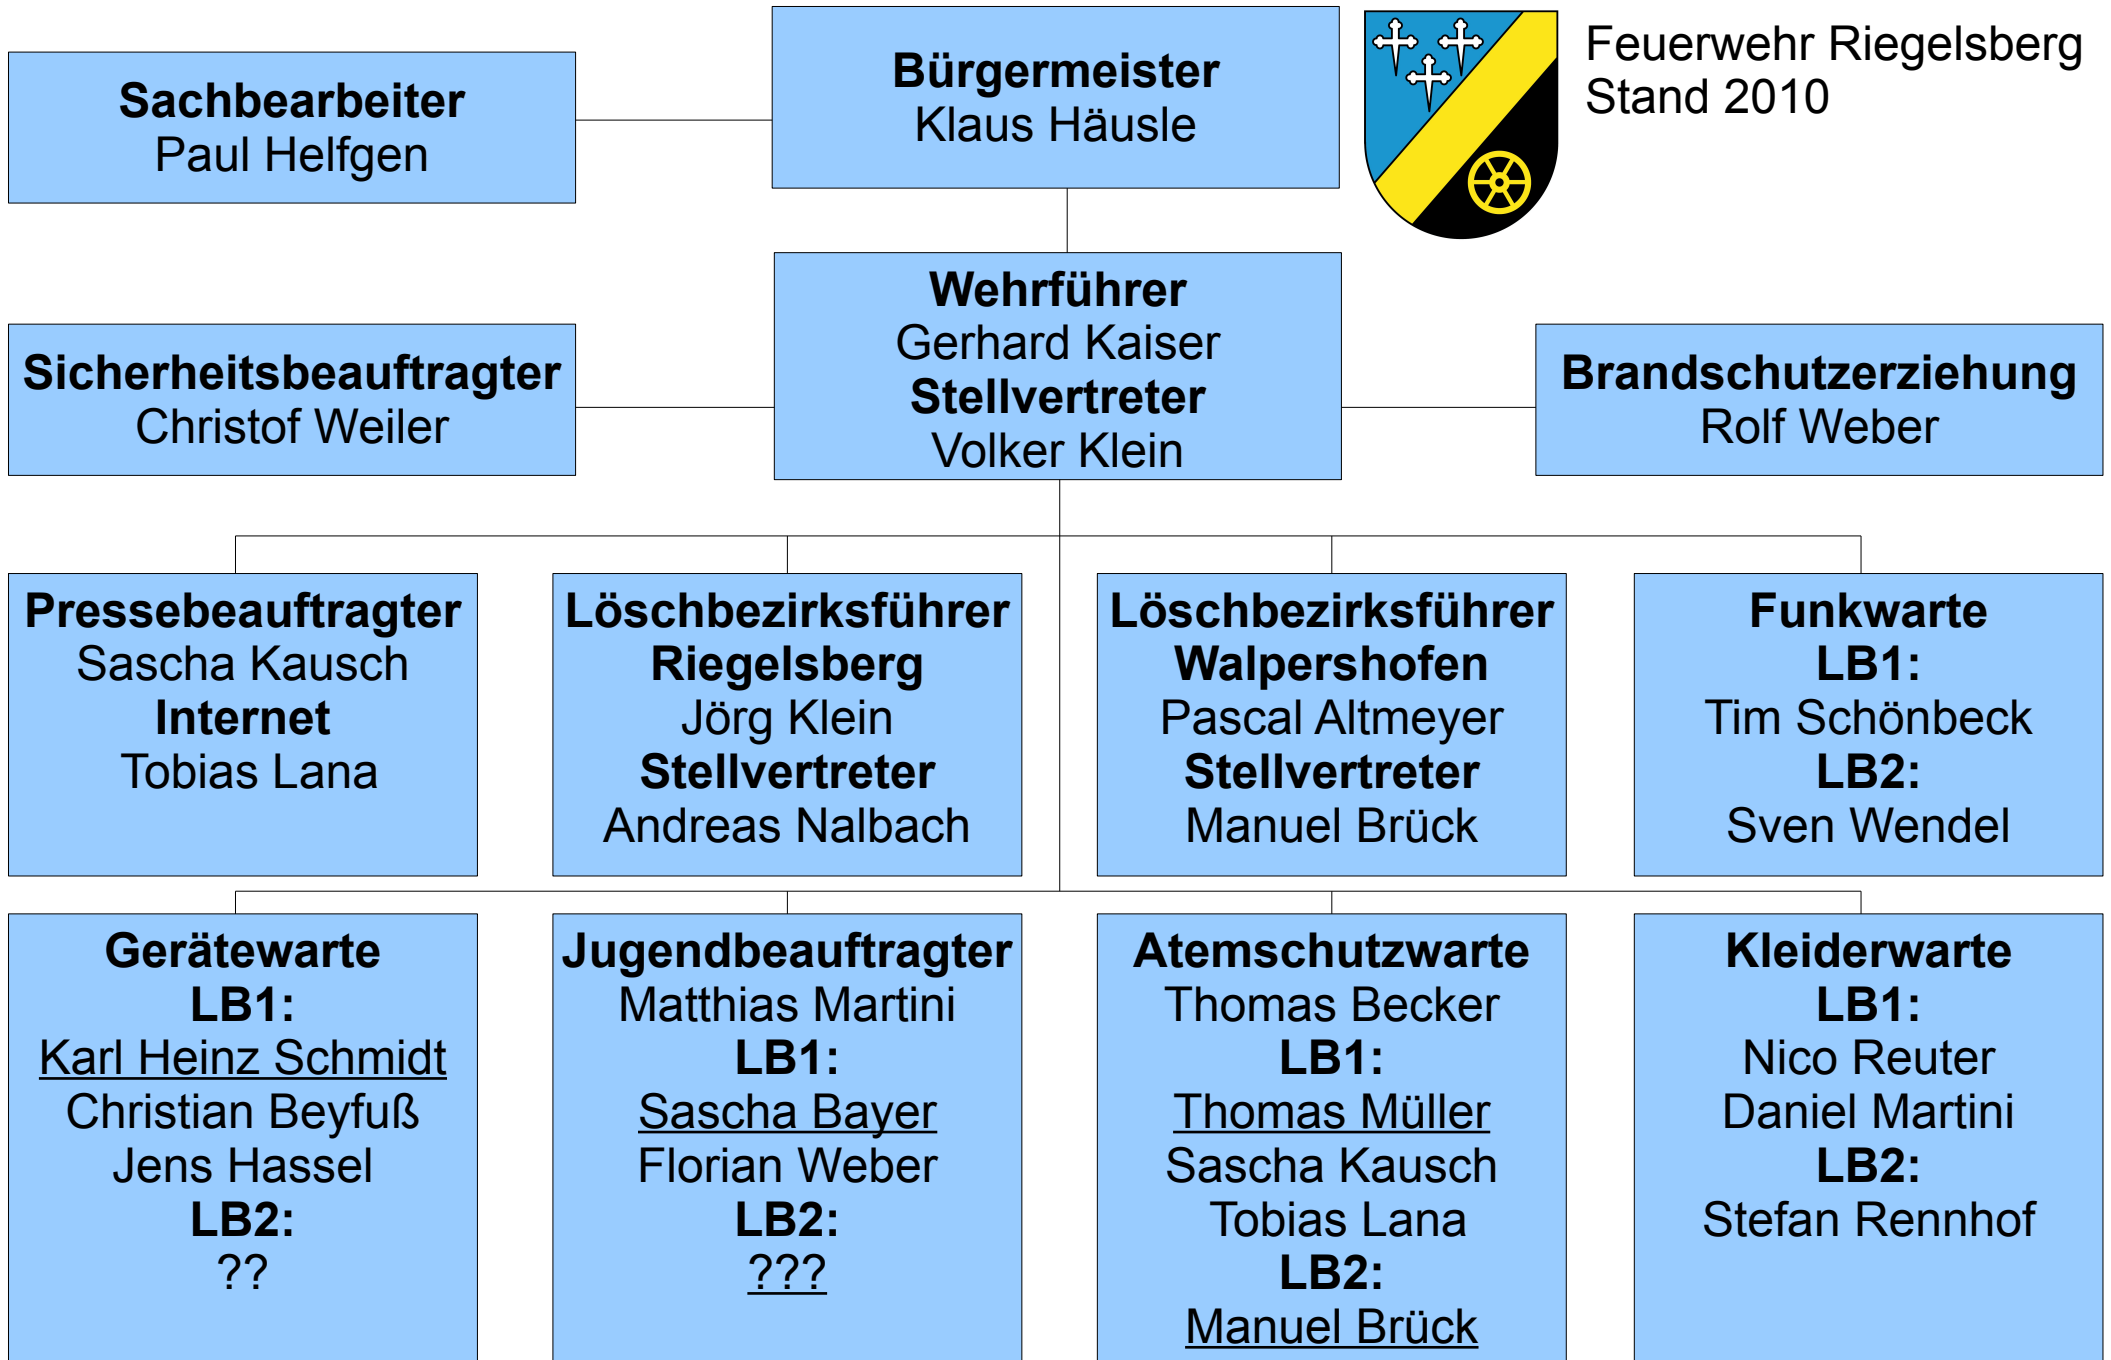 Sachbearbeiter
Paul Helfgen
Bürgermeister
Klaus Häusle
Feuerwehr Riegelsberg
Stand 2010
Sicherheitsbeauftragter
Christof Weiler
Wehrführer
Gerhard Kaiser
Stellvertreter
Volker Klein
Brandschutzerziehung
Rolf Weber
Pressebeauftragter
Sascha Kausch
Internet
Tobias Lana
Löschbezirksführer
Riegelsberg
Jörg Klein
Stellvertreter
Andreas Nalbach
Löschbezirksführer
Walpershofen
Pascal Altmeyer
Stellvertreter
Manuel Brück
Funkwarte
LB1:
Tim Schönbeck
LB2:
Sven Wendel
Gerätewarte
LB1:
Karl Heinz Schmidt
Christian Beyfuß
Jens Hassel
LB2:
??
Jugendbeauftragter
Matthias Martini
LB1:
Sascha Bayer
Florian Weber
LB2:
???
Atemschutzwarte
Thomas Becker
LB1:
Thomas Müller
Sascha Kausch
Tobias Lana
LB2:
Manuel Brück
Kleiderwarte
LB1:
Nico Reuter
Daniel Martini
LB2:
Stefan Rennhof